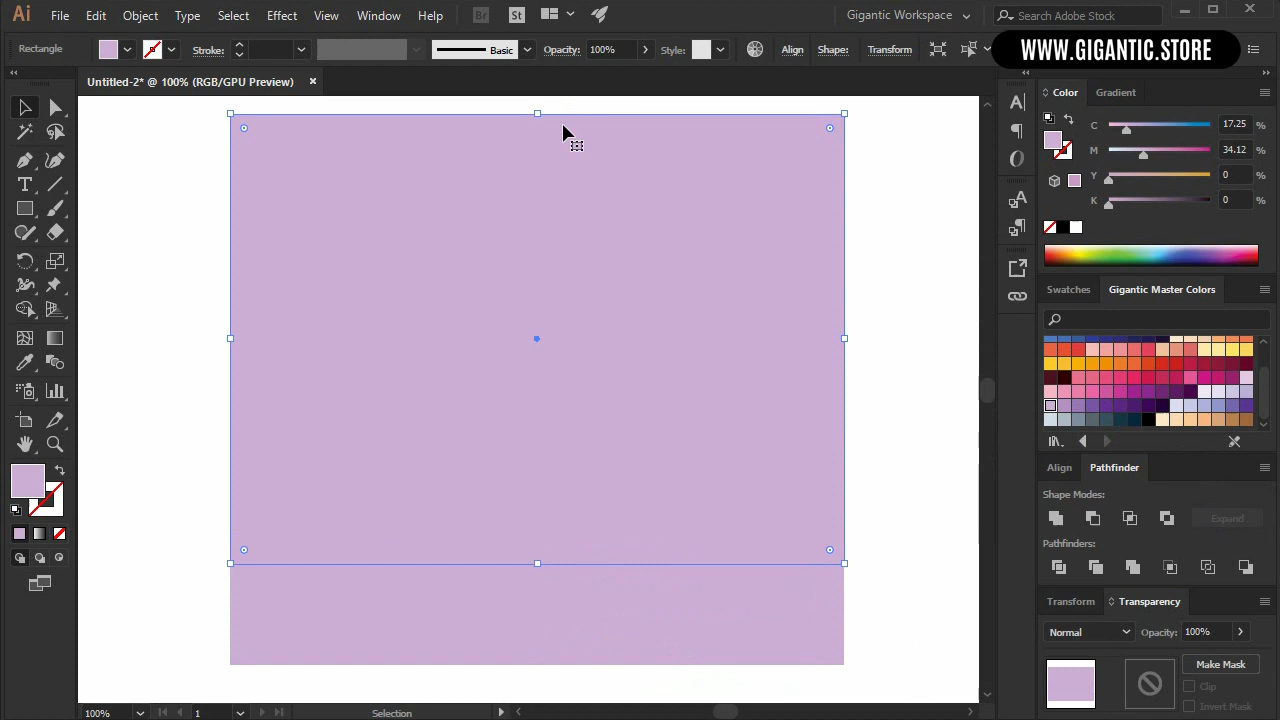 Ai File Edit Object Type Select Effect View Window Help Br St Gigantic Workspace Search Adobe Stock
Rectangle Stroke: Basic Opacity: 100% Style: Align Shape: Transform WWW.GIGANTIC.STORE
Untitled-2* @ 100% (RGB/GPU Preview)
Color Gradient
C 17.25 %
M 34.12 %
Y 0 %
K 0 %
Swatches Gigantic Master Colors
Align Pathfinder
Shape Modes:
Expand
Pathfinders:
Transform Transparency
Normal Opacity: 100%
Make Mask
Clip
Invert Mask
100% 1 Selection